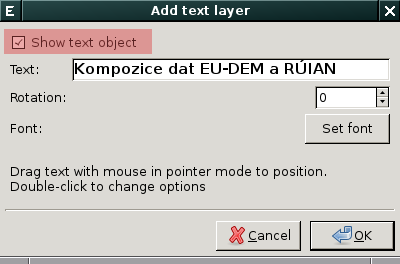 E Add text layer
Show text object
Text: Kompozice dat EU-DEM a RÚIAN
Rotation: 0
Font: Set font
Drag text with mouse in pointer mode to position.
Double-click to change options
Cancel OK